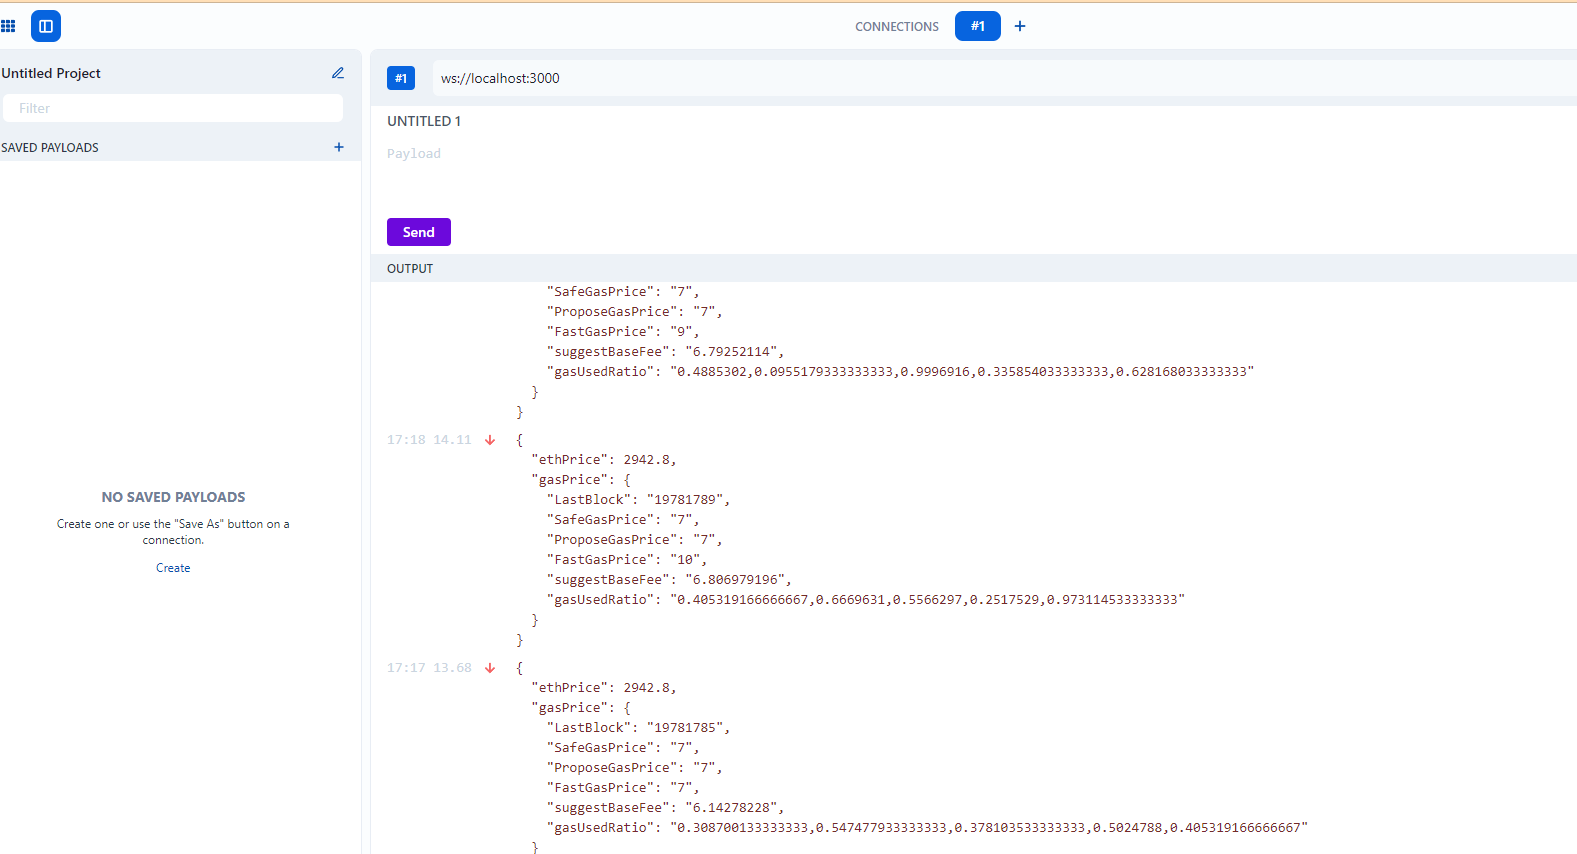 CONNECTIONS #1 +
Untitled Project
Filter
SAVED PAYLOADS +
NO SAVED PAYLOADS
Create one or use the "Save As" button on a
connection.
Create
#1 ws://localhost:3000
UNTITLED 1
Payload
Send
OUTPUT
"SafeGasPrice": "7",
"ProposeGasPrice": "7",
"FastGasPrice": "9",
"suggestBaseFee": "6.79252114",
"gasUsedRatio": "0.4885302,0.0955179333333333,0.9996916,0.335854033333333,0.628168033333333"
}
}
17:18 14.11 {
"ethPrice": 2942.8,
"gasPrice": {
"LastBlock": "19781789",
"SafeGasPrice": "7",
"ProposeGasPrice": "7",
"FastGasPrice": "10",
"suggestBaseFee": "6.806979196",
"gasUsedRatio": "0.405319166666667,0.6669631,0.5566297,0.2517529,0.973114533333333"
}
}
17:17 13.68 {
"ethPrice": 2942.8,
"gasPrice": {
"LastBlock": "19781785",
"SafeGasPrice": "7",
"ProposeGasPrice": "7",
"FastGasPrice": "7",
"suggestBaseFee": "6.14278228",
"gasUsedRatio": "0.308700133333333,0.547477933333333,0.378103533333333,0.5024788,0.405319166666667"
}